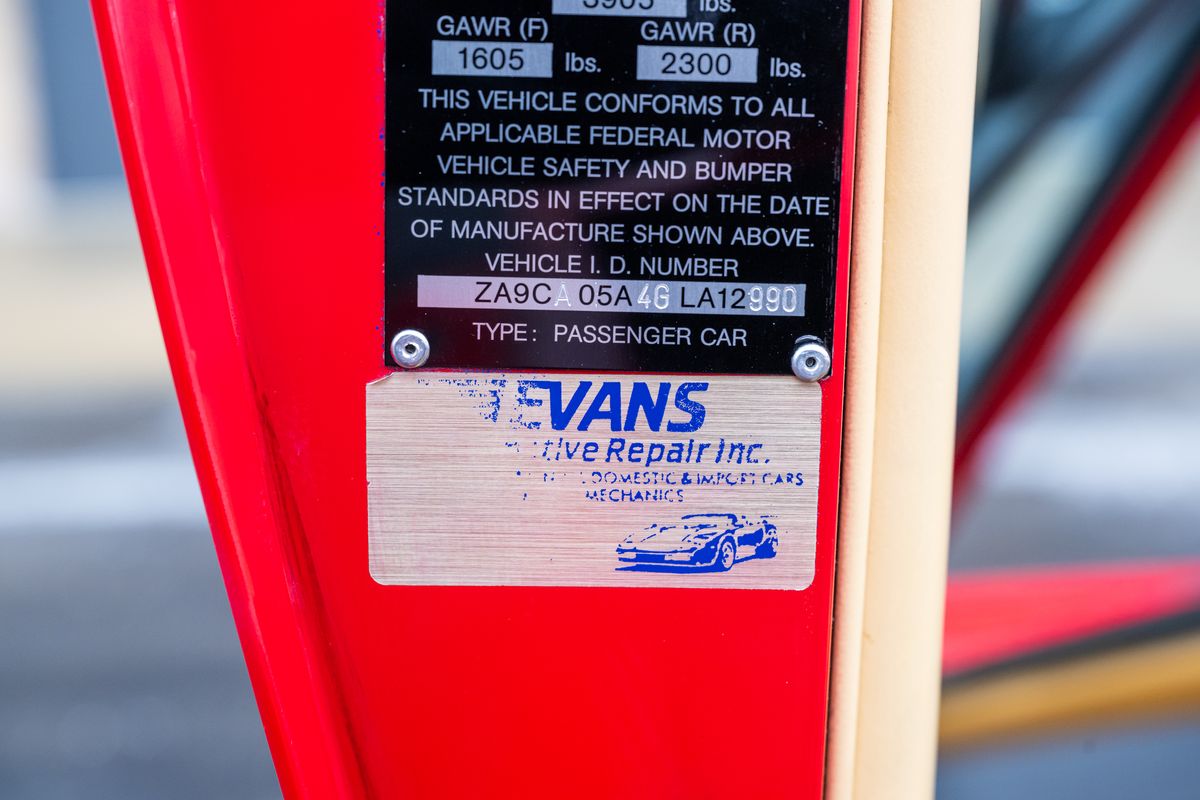 3905 lbs.
GAWR (F) GAWR (R)
1605 lbs. 2300 lbs.
THIS VEHICLE CONFORMS TO ALL
APPLICABLE FEDERAL MOTOR
VEHICLE SAFETY AND BUMPER
STANDARDS IN EFFECT ON THE DATE
OF MANUFACTURE SHOWN ABOVE.
VEHICLE I. D. NUMBER
ZA9CA05A4GLA12990
TYPE: PASSENGER CAR
EVANS
Repair Inc.
DOMESTIC & IMPORT CARS
MECHANICS